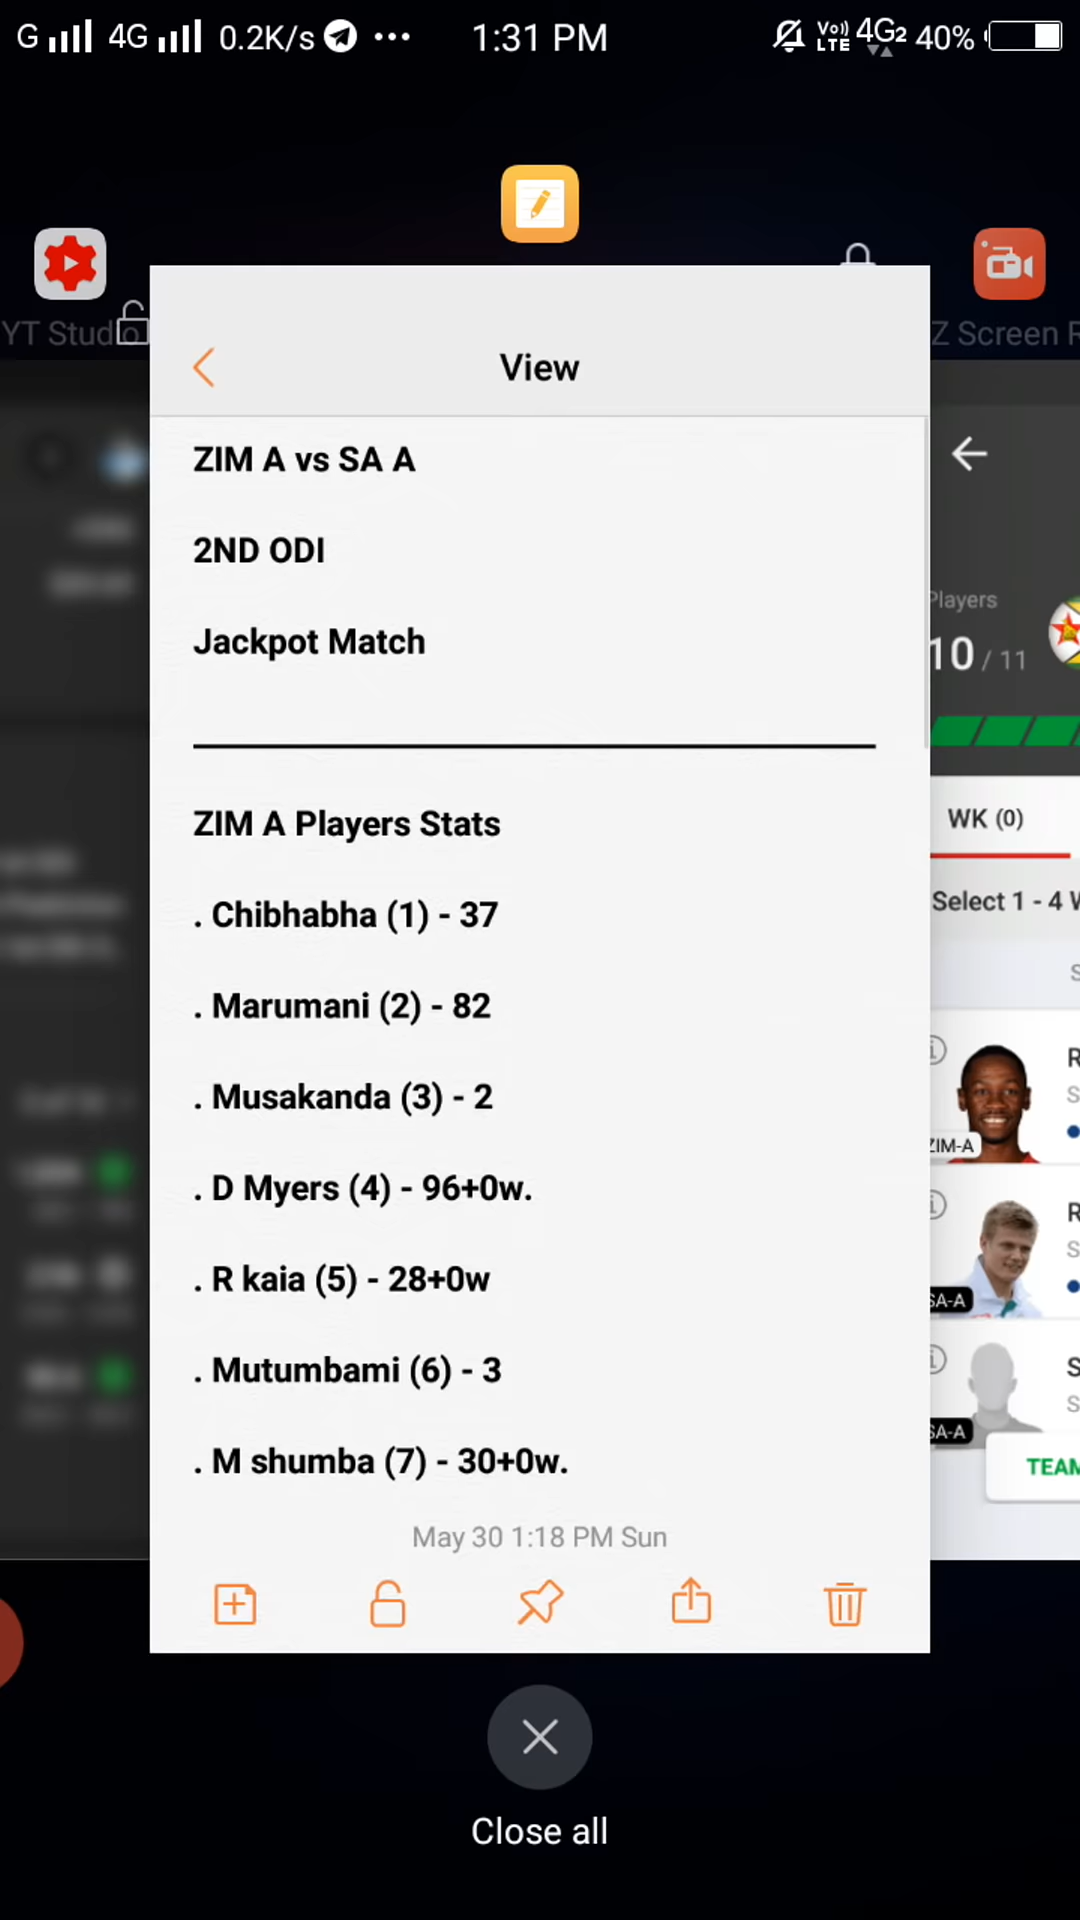 G 4G 0.2K/s 1:31 PM Vo)) LTE 4G2 40%
YT Studio
Z Screen R
View
ZIM A vs SA A
2ND ODI
Jackpot Match
ZIM A Players Stats
. Chibhabha (1) - 37
. Marumani (2) - 82
. Musakanda (3) - 2
. D Myers (4) - 96+0w.
. R kaia (5) - 28+0w
. Mutumbami (6) - 3
. M shumba (7) - 30+0w.
May 30 1:18 PM Sun
Players
10 / 11
WK (0)
Select 1 - 4 W
S
R
S
ZIM-A
R
S
SA-A
S
S
SA-A
TEAM
Close all